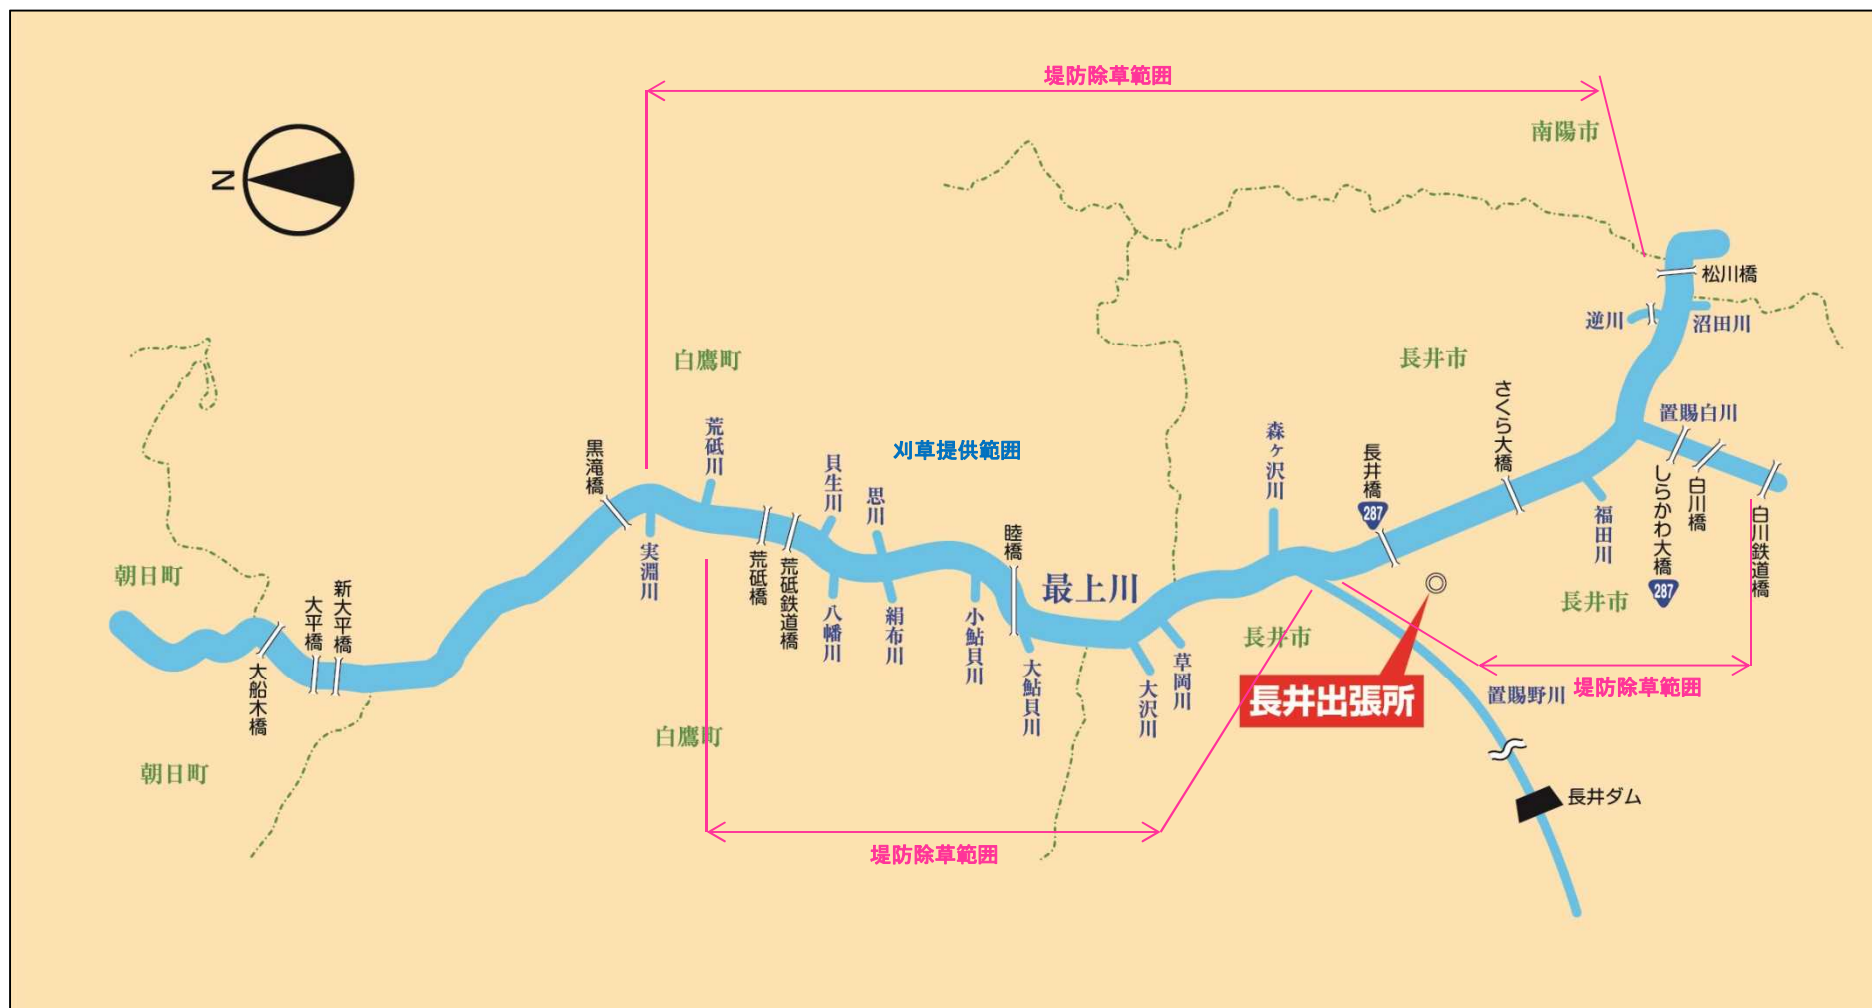 堤防除草範囲
南陽市
N
松川橋
逆川
沼田川
白鷹町
長井市
さくら大橋
置賜白川
荒砥川
森ヶ沢川
黒滝橋
刈草提供範囲
長井橋
287
貝生川
思川
しらかわ大橋
287
白川橋
白川鉄道橋
福田川
睦橋
実淵川
荒砥橋
荒砥鉄道橋
最上川
朝日町
新大平橋
大平橋
八幡川
絹布川
小鮎貝川
大鮎貝川
長井市
長井市
大沢川
草岡川
大船木橋
長井出張所
置賜野川
堤防除草範囲
白鷹町
朝日町
長井ダム
堤防除草範囲